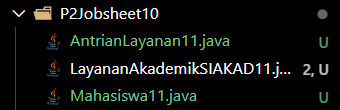 P2Jobsheet10
AntrianLayanan11.java U
LayananAkademikSIAKAD11.j... 2, U
Mahasiswa11.java U